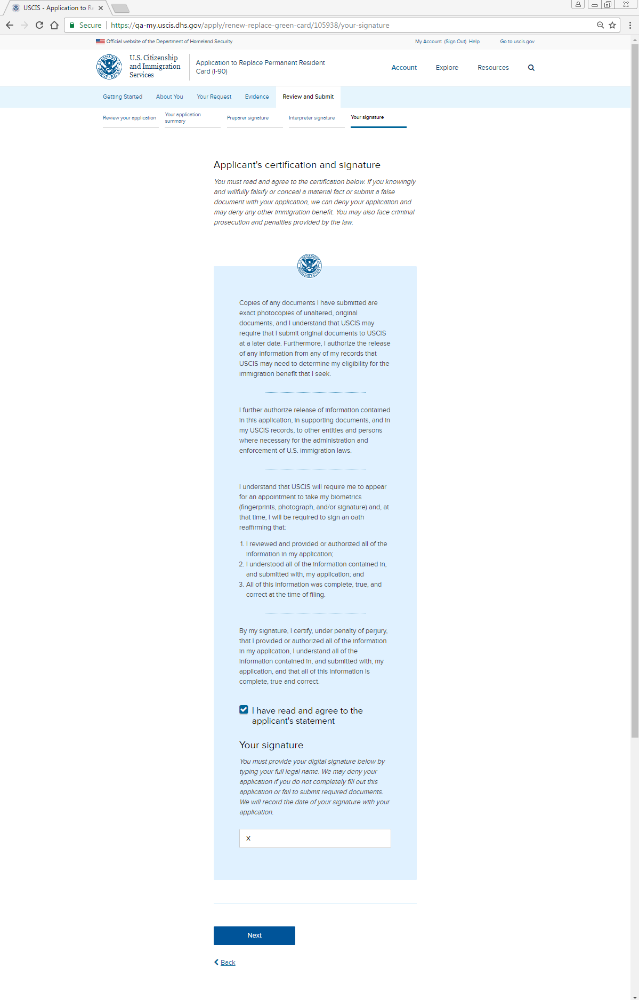 USCIS - Application to Re
Secure
https://qa-my.uscis.dhs.gov/apply/renew-replace-green-card/105938/your-signature
Official website of the Department of Homeland Security
My Account (Sign Out) Help
Go to uscis.gov
U.S. Citizenship
and Immigration
Services
Application to Replace Permanent Resident
Card (I-90)
Account
Explore
Resources
Getting Started
About You
Your Request
Evidence
Review and Submit
Review your application
Your application
summary
Preparer signature
Interpreter signature
Your signature
Applicant's certification and signature
You must read and agree to the certification below. If you knowingly
and willfully falsify or conceal a material fact or submit a false
document with your application, we can deny your application and
may deny any other immigration benefit. You may also face criminal
prosecution and penalties provided by the law.
Copies of any documents I have submitted are
exact photocopies of unaltered, original
documents, and I understand that USCIS may
require that I submit original documents to USCIS
at a later date. Furthermore, I authorize the release
of any information from any of my records that
USCIS may need to determine my eligibility for the
immigration benefit that I seek.
I further authorize release of information contained
in this application, in supporting documents, and in
my USCIS records, to other entities and persons
where necessary for the administration and
enforcement of U.S. immigration laws.
I understand that USCIS will require me to appear
for an appointment to take my biometrics
(fingerprints, photograph, and/or signature) and, at
that time, I will be required to sign an oath
reaffirming that:
1. I reviewed and provided or authorized all of the
information in my application;
2. I understood all of the information contained in,
and submitted with, my application; and
3. All of this information was complete, true, and
correct at the time of filing.
By my signature, I certify, under penalty of perjury,
that I provided or authorized all of the information
in my application, I understand all of the
information contained in, and submitted with, my
application, and that all of this information is
complete, true and correct.
I have read and agree to the
applicant's statement
Your signature
You must provide your digital signature below by
typing your full legal name. We may deny your
application if you do not completely fill out this
application or fail to submit required documents.
We will record the date of your signature with your
application.
x
Next
Back